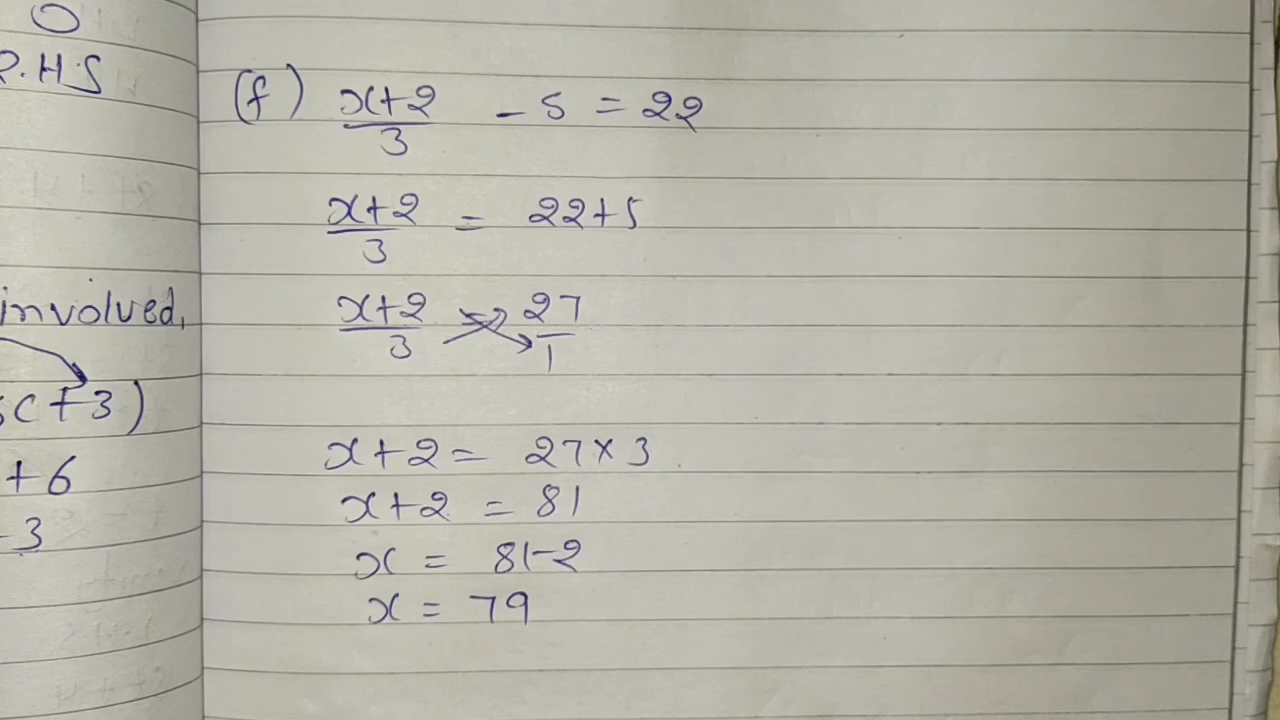 O
R.H.S
involved,
x+3)
+6
-3
(f) x+2/3 - 5 = 22
x+2/3 = 22+5
x+2/3 = 27/1
x+2 = 27×3
x+2 = 81
x = 81-2
x = 79